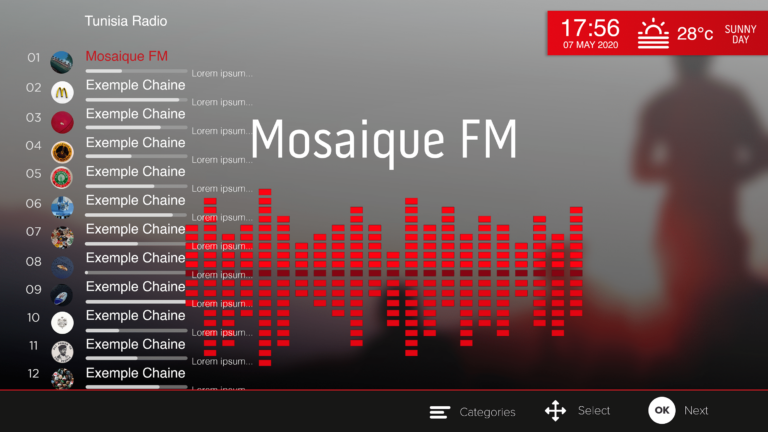 Tunisia Radio
17:56
07 MAY 2020
28°c
SUNNY
DAY
01 Mosaique FM
Lorem ipsum...
02 Exemple Chaine
Lorem ipsum...
03 Exemple Chaine
Lorem ipsum...
04 Exemple Chaine
Lorem ipsum...
05 Exemple Chaine
Lorem ipsum...
06 Exemple Chaine
Lorem ipsum...
07 Exemple Chaine
Lorem ipsum...
08 Exemple Chaine
Lorem ipsum...
09 Exemple Chaine
Lorem ipsum...
10 Exemple Chaine
Lorem ipsum...
11 Exemple Chaine
Lorem ipsum...
12 Exemple Chaine
Lorem ipsum...
Mosaique FM
Categories
Select
OK Next